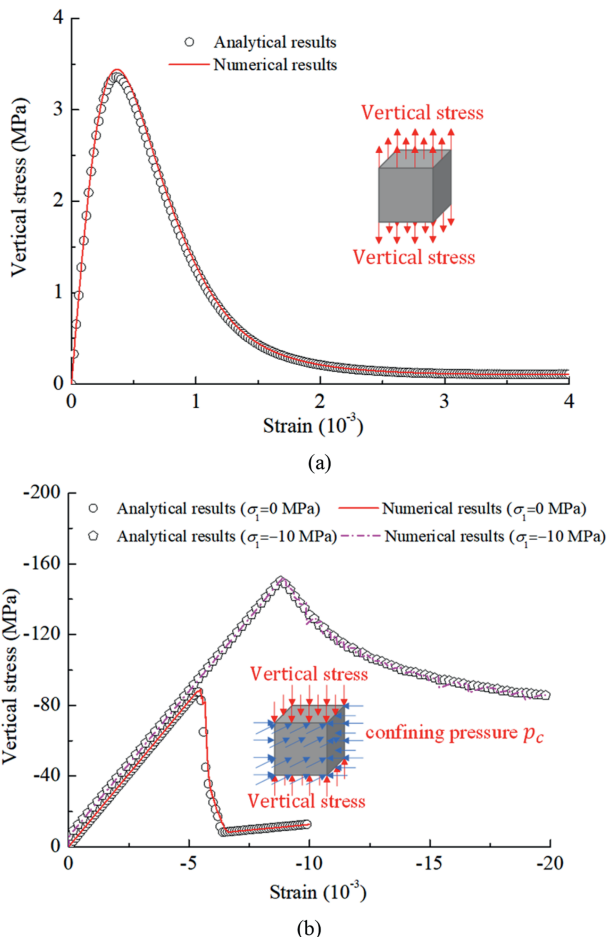 4
3
2
1
0
Vertical stress (MPa)
Analytical results
Numerical results
Vertical stress
Vertical stress
0 1 2 3 4
Strain (10⁻³)
(a)
-200
-160
-120
-80
-40
0
Vertical stress (MPa)
Analytical results (σ₁=0 MPa) Numerical results (σ₁=0 MPa)
Analytical results (σ₁=−10 MPa) Numerical results (σ₁=−10 MPa)
Vertical stress
confining pressure p_C
Vertical stress
0 -5 -10 -15 -20
Strain (10⁻³)
(b)